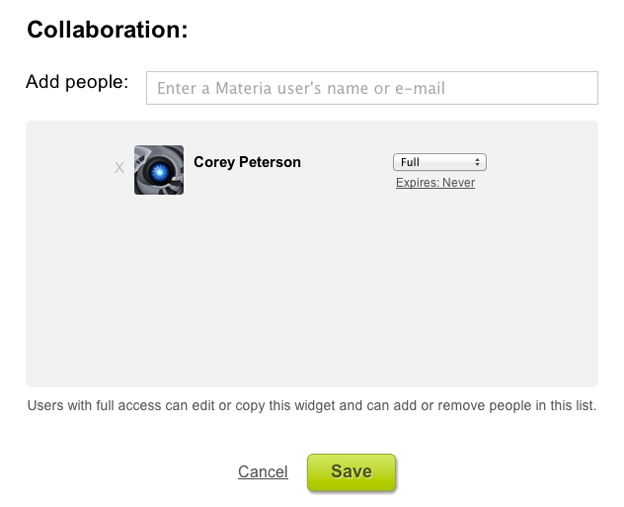 Collaboration:
Add people:
Enter a Materia user's name or e-mail
X
Corey Peterson
Full
Expires: Never
Users with full access can edit or copy this widget and can add or remove people in this list.
Cancel
Save